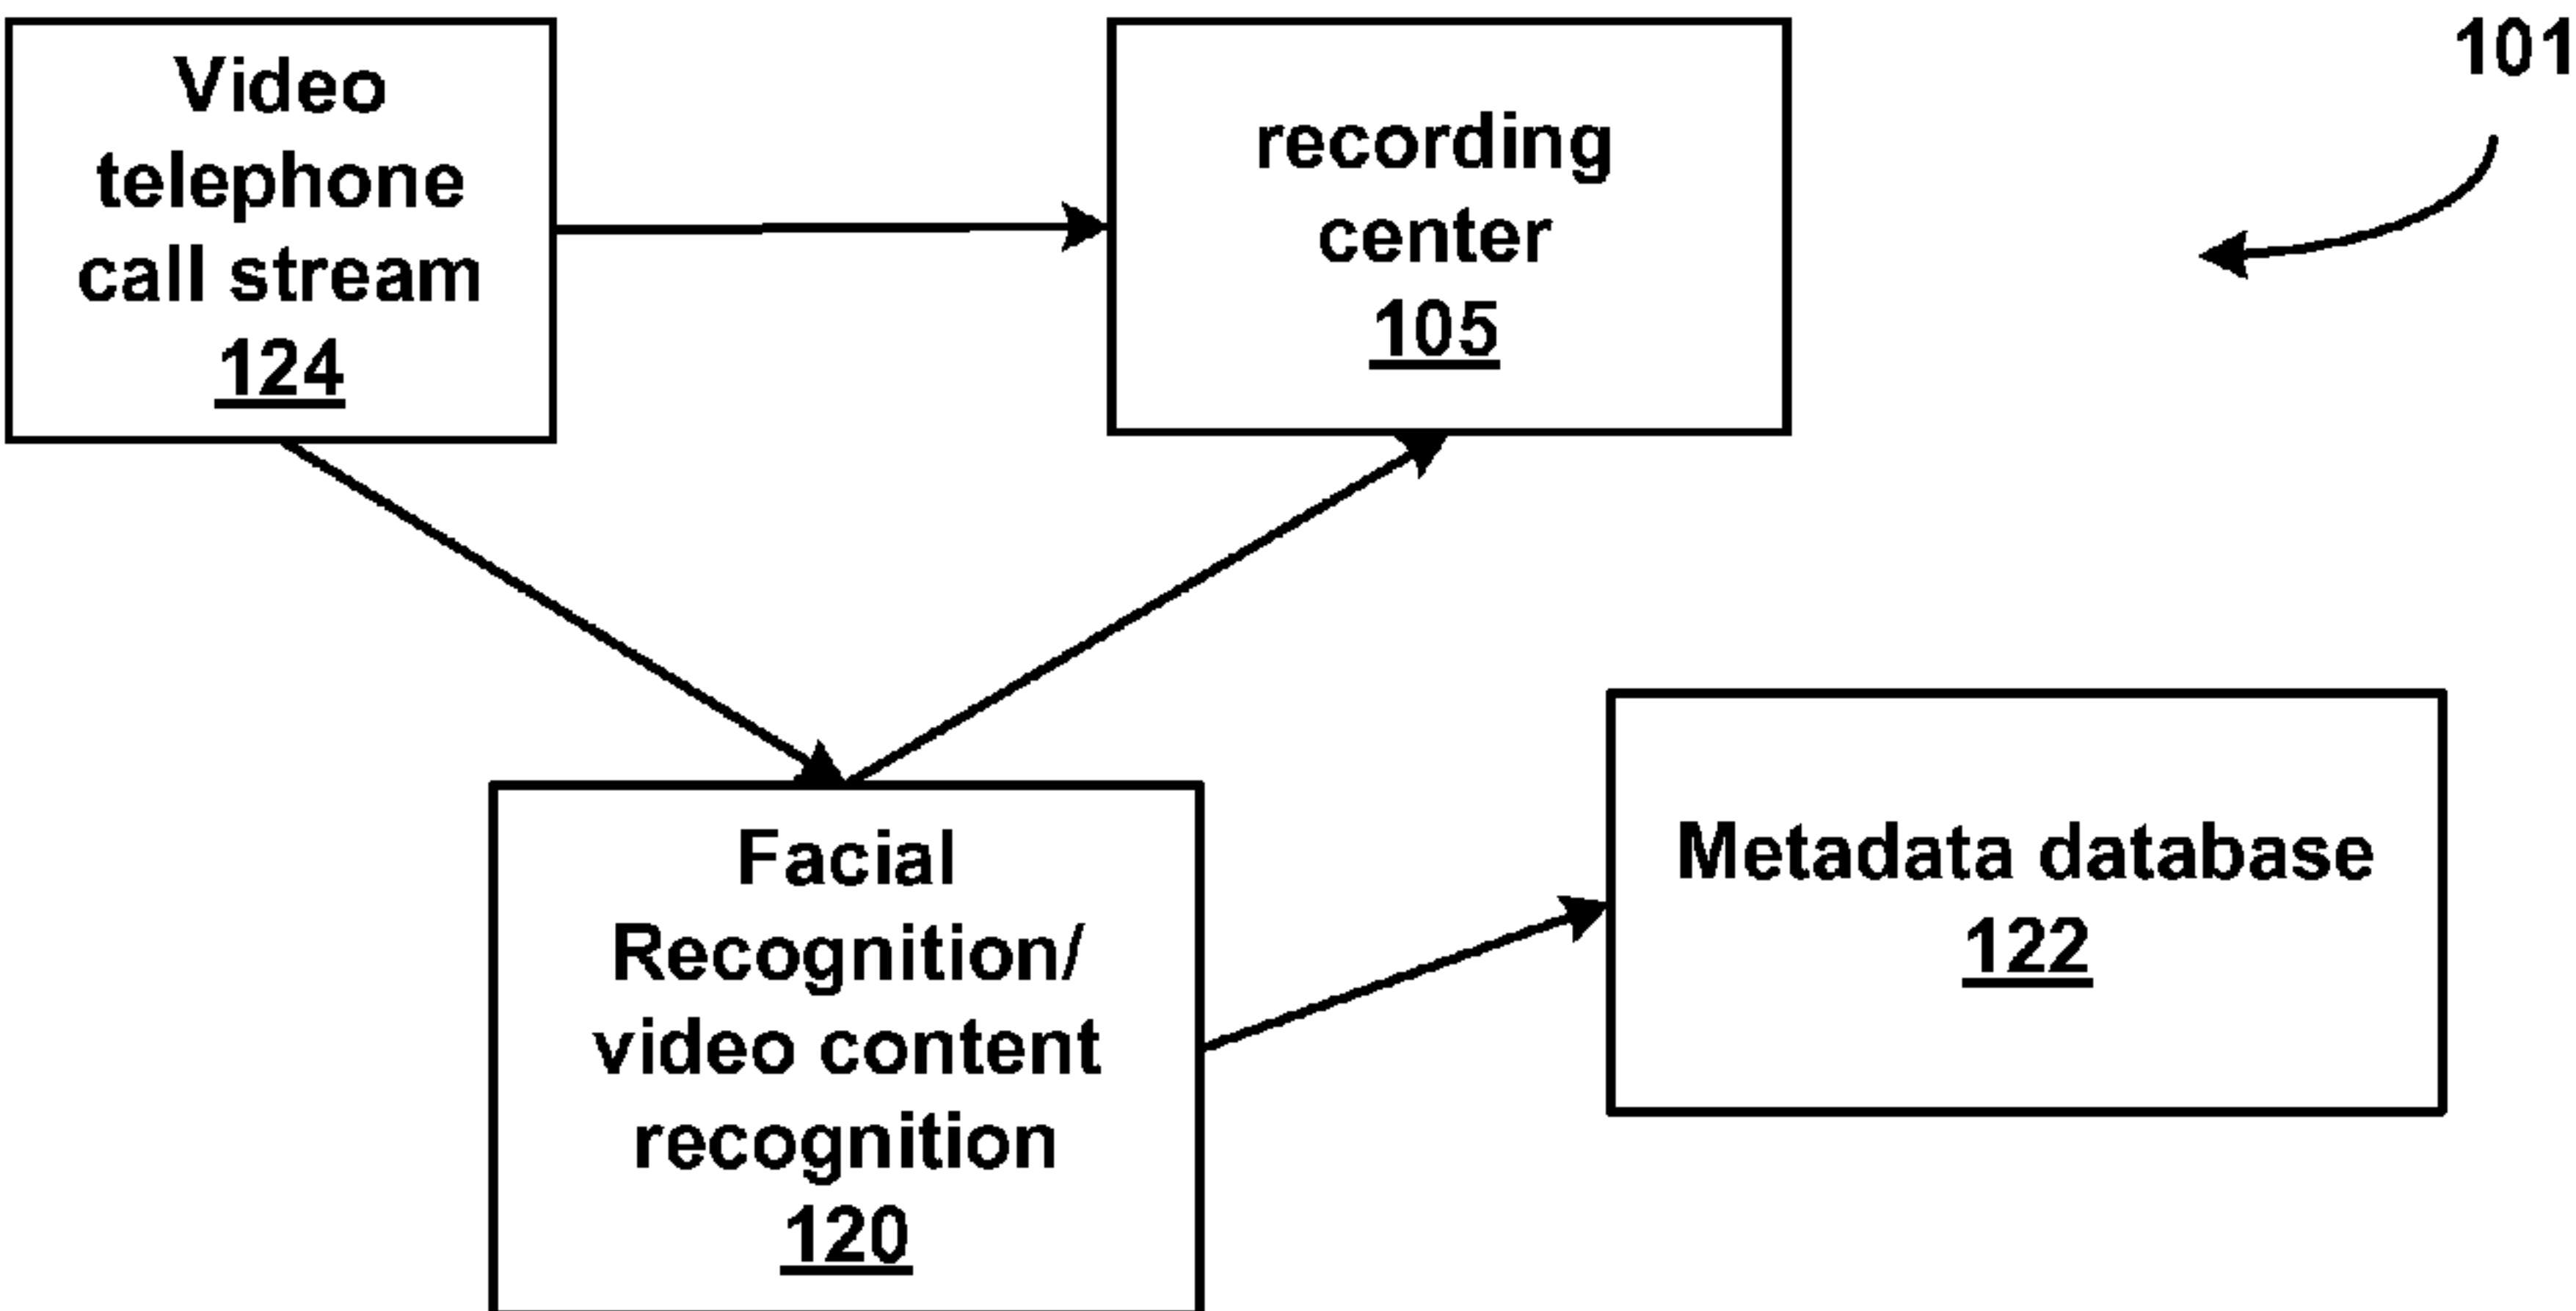 Video
telephone
call stream
124
recording
center
105
101
Facial
Recognition/
video content
recognition
120
Metadata database
122